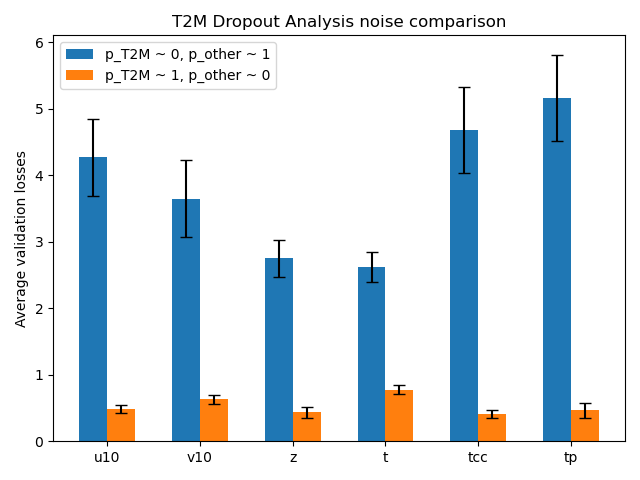 T2M Dropout Analysis noise comparison
p_T2M ~ 0, p_other ~ 1
p_T2M ~ 1, p_other ~ 0
Average validation losses
6
5
4
3
2
1
0
u10 v10 z t tcc tp